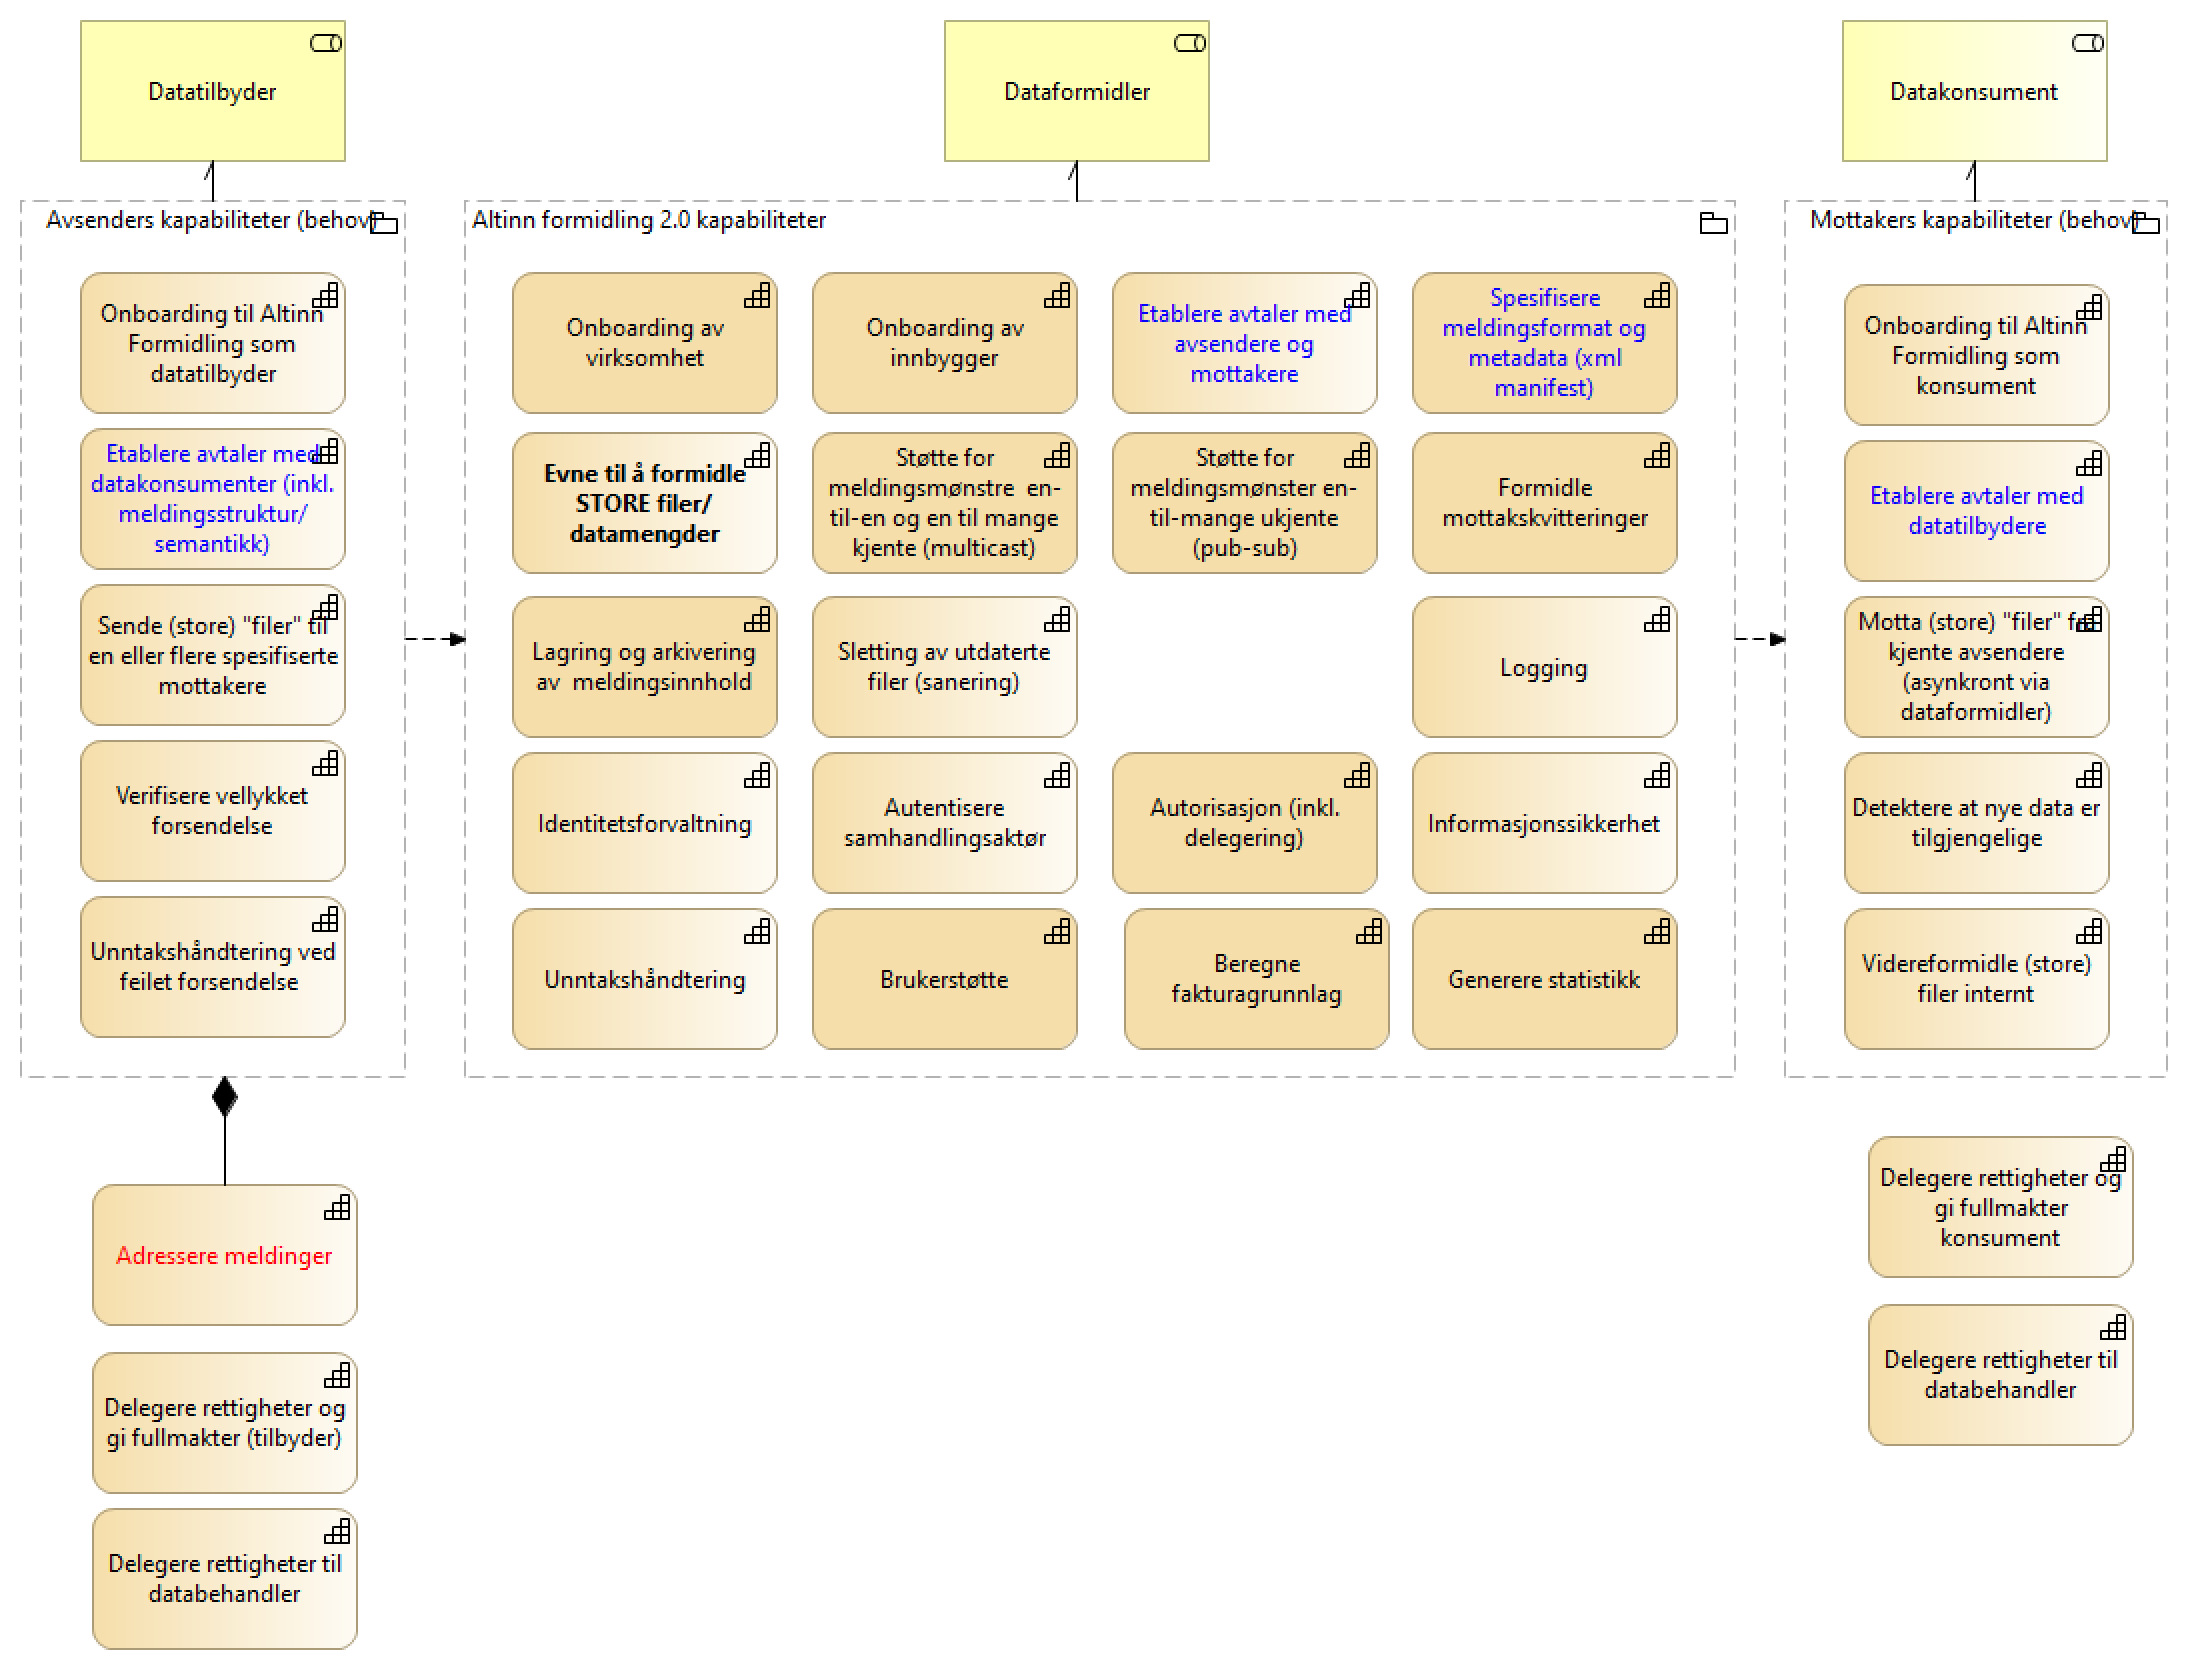 Datatilbyder
Dataformidler
Datakonsument
Avsenders kapabiliteter (behov)
Onboarding til Altinn
Formidling som
datatilbyder
Etablere avtaler med
datakonsumenter (inkl.
meldingsstruktur/
semantikk)
Sende (store) "filer" til
en eller flere spesifiserte
mottakere
Verifisere vellykket
forsendelse
Unntakshåndtering ved
feilet forsendelse
Altinn formidling 2.0 kapabiliteter
Onboarding av
virksomhet
Onboarding av
innbygger
Etablere avtaler med
avsendere og
mottakere
Spesifisere
meldingsformat og
metadata (xml
manifest)
Evne til å formidle
STORE filer/
datamengder
Støtte for
meldingsmønstre  en-
til-en og en til mange
kjente (multicast)
Støtte for
meldingsmønster en-
til-mange ukjente
(pub-sub)
Formidle
mottakskvitteringer
Lagring og arkivering
av  meldingsinnhold
Sletting av utdaterte
filer (sanering)
Logging
Identitetsforvaltning
Autentisere
samhandlingsaktør
Autorisasjon (inkl.
delegering)
Informasjonssikkerhet
Unntakshåndtering
Brukerstøtte
Beregne
fakturagrunnlag
Generere statistikk
Mottakers kapabiliteter (behov)
Onboarding til Altinn
Formidling som
konsument
Etablere avtaler med
datatilbydere
Motta (store) "filer" fra
kjente avsendere
(asynkront via
dataformidler)
Detektere at nye data er
tilgjengelige
Videreformidle (store)
filer internt
Adressere meldinger
Delegere rettigheter og
gi fullmakter (tilbyder)
Delegere rettigheter til
databehandler
Delegere rettigheter og
gi fullmakter
konsument
Delegere rettigheter til
databehandler